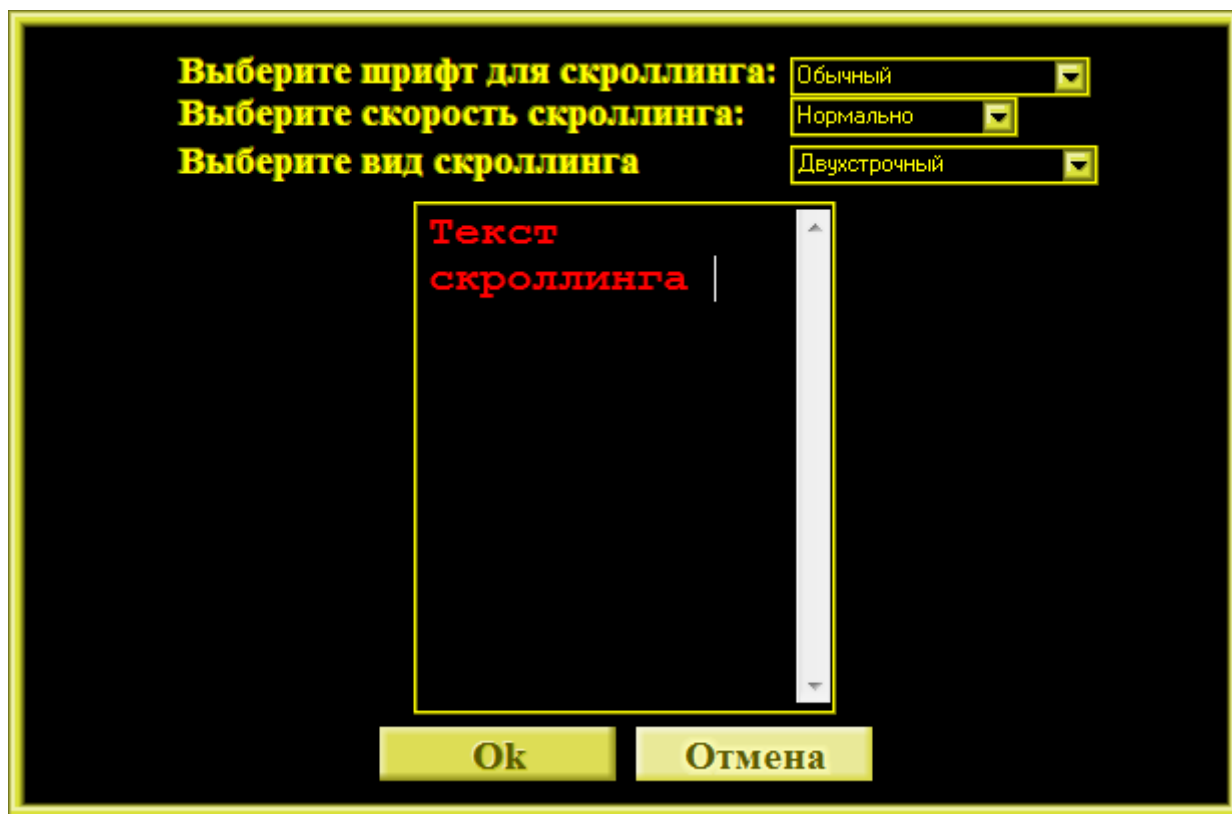 Выберите шрифт для скроллинга: Обычный
Выберите скорость скроллинга: Нормально
Выберите вид скроллинга Двухстрочный
Текст
скроллинга
Ok Отмена